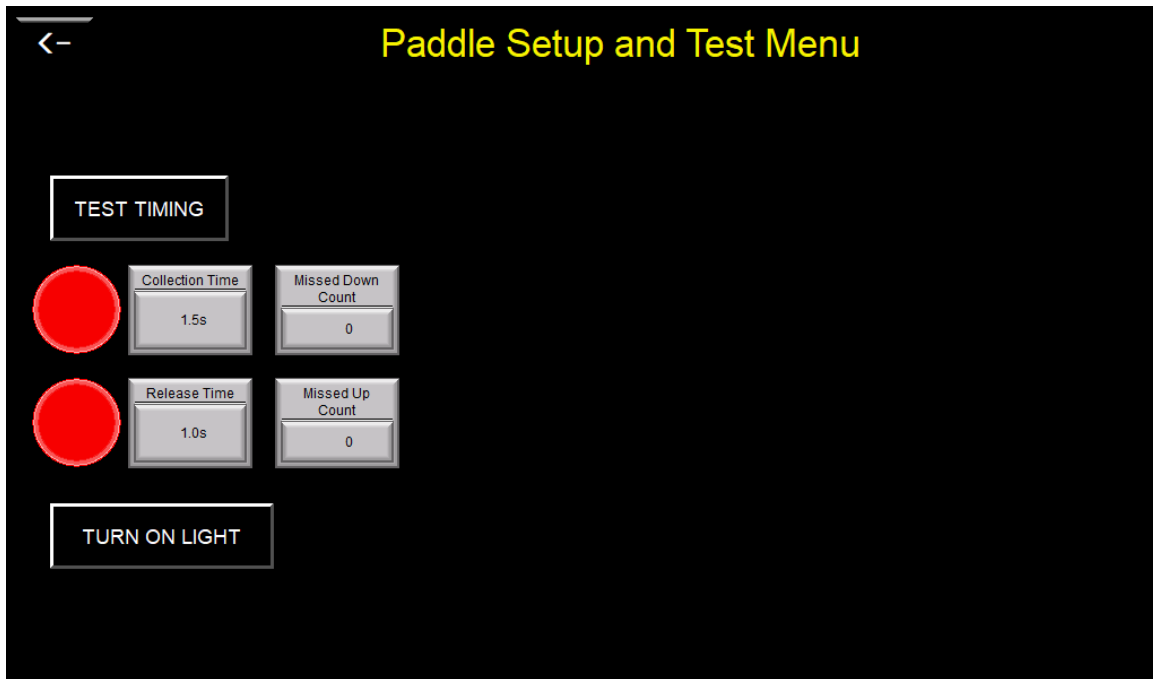 <-
Paddle Setup and Test Menu
TEST TIMING
Collection Time
1.5s
Missed Down
Count
0
Release Time
1.0s
Missed Up
Count
0
TURN ON LIGHT